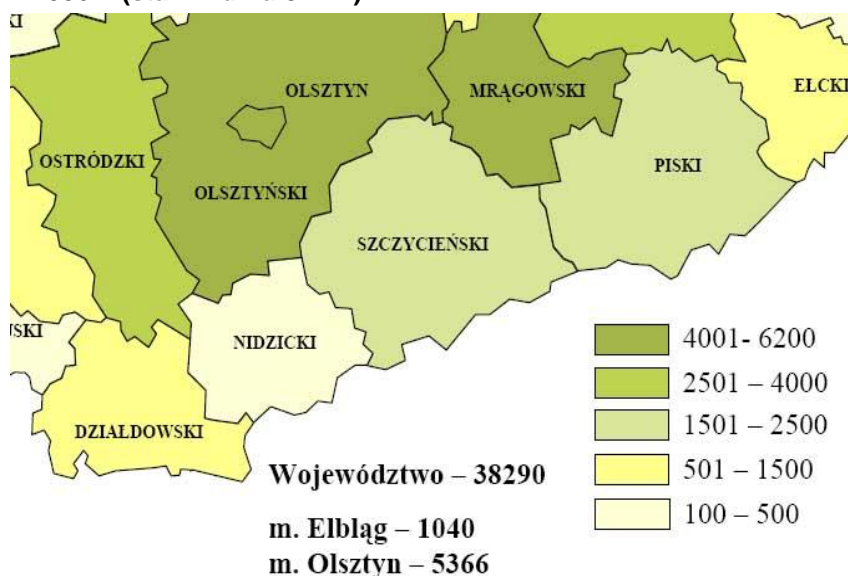 OLSZTYN
MRĄGOWSKI
EŁCKI
OSTRÓDZKI
PISKI
OLSZTYŃSKI
SZCZYCIEŃSKI
NIDZICKI
DZIAŁDOWSKI
4001- 6200
2501 – 4000
1501 – 2500
501 – 1500
100 – 500
Województwo – 38290
m. Elbląg – 1040
m. Olsztyn – 5366